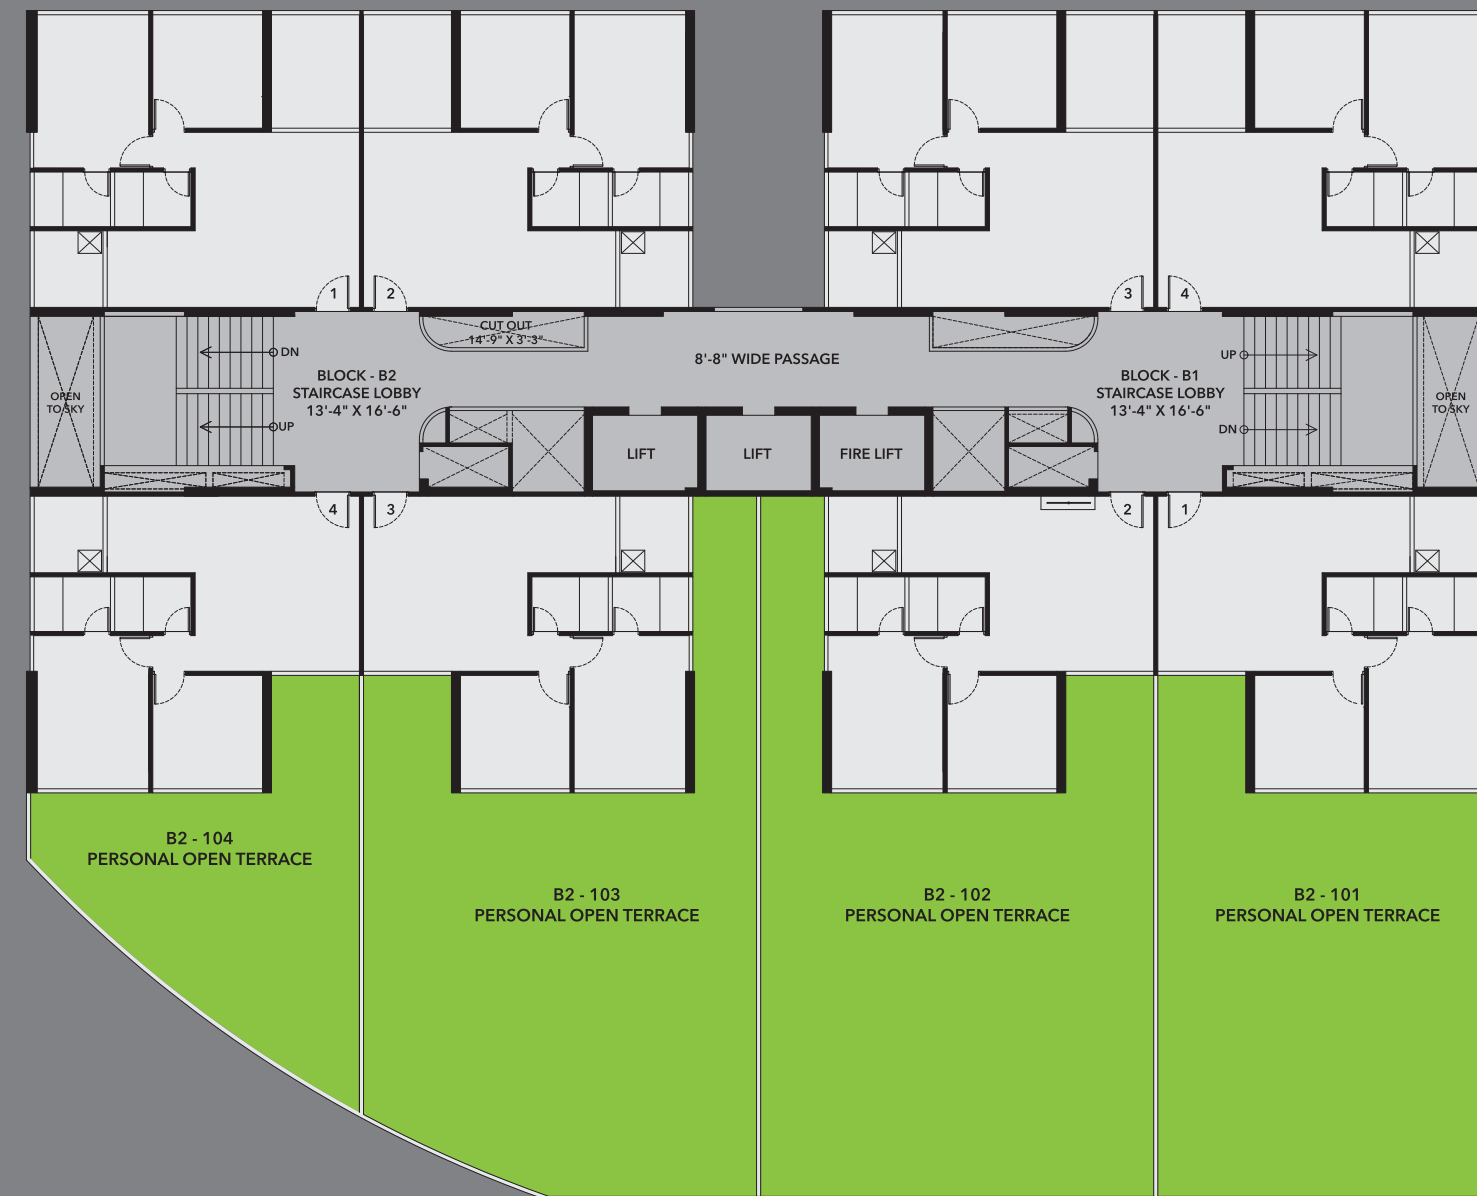 1
2
3
4
CUT OUT
14'-9" X 3'-3"
DN
UP
OPEN
TO SKY
BLOCK - B2
STAIRCASE LOBBY
13'-4" X 16'-6"
8'-8" WIDE PASSAGE
BLOCK - B1
STAIRCASE LOBBY
13'-4" X 16'-6"
UP
DN
OPEN
TO SKY
LIFT
LIFT
FIRE LIFT
4
3
2
1
B2 - 104
PERSONAL OPEN TERRACE
B2 - 103
PERSONAL OPEN TERRACE
B2 - 102
PERSONAL OPEN TERRACE
B2 - 101
PERSONAL OPEN TERRACE